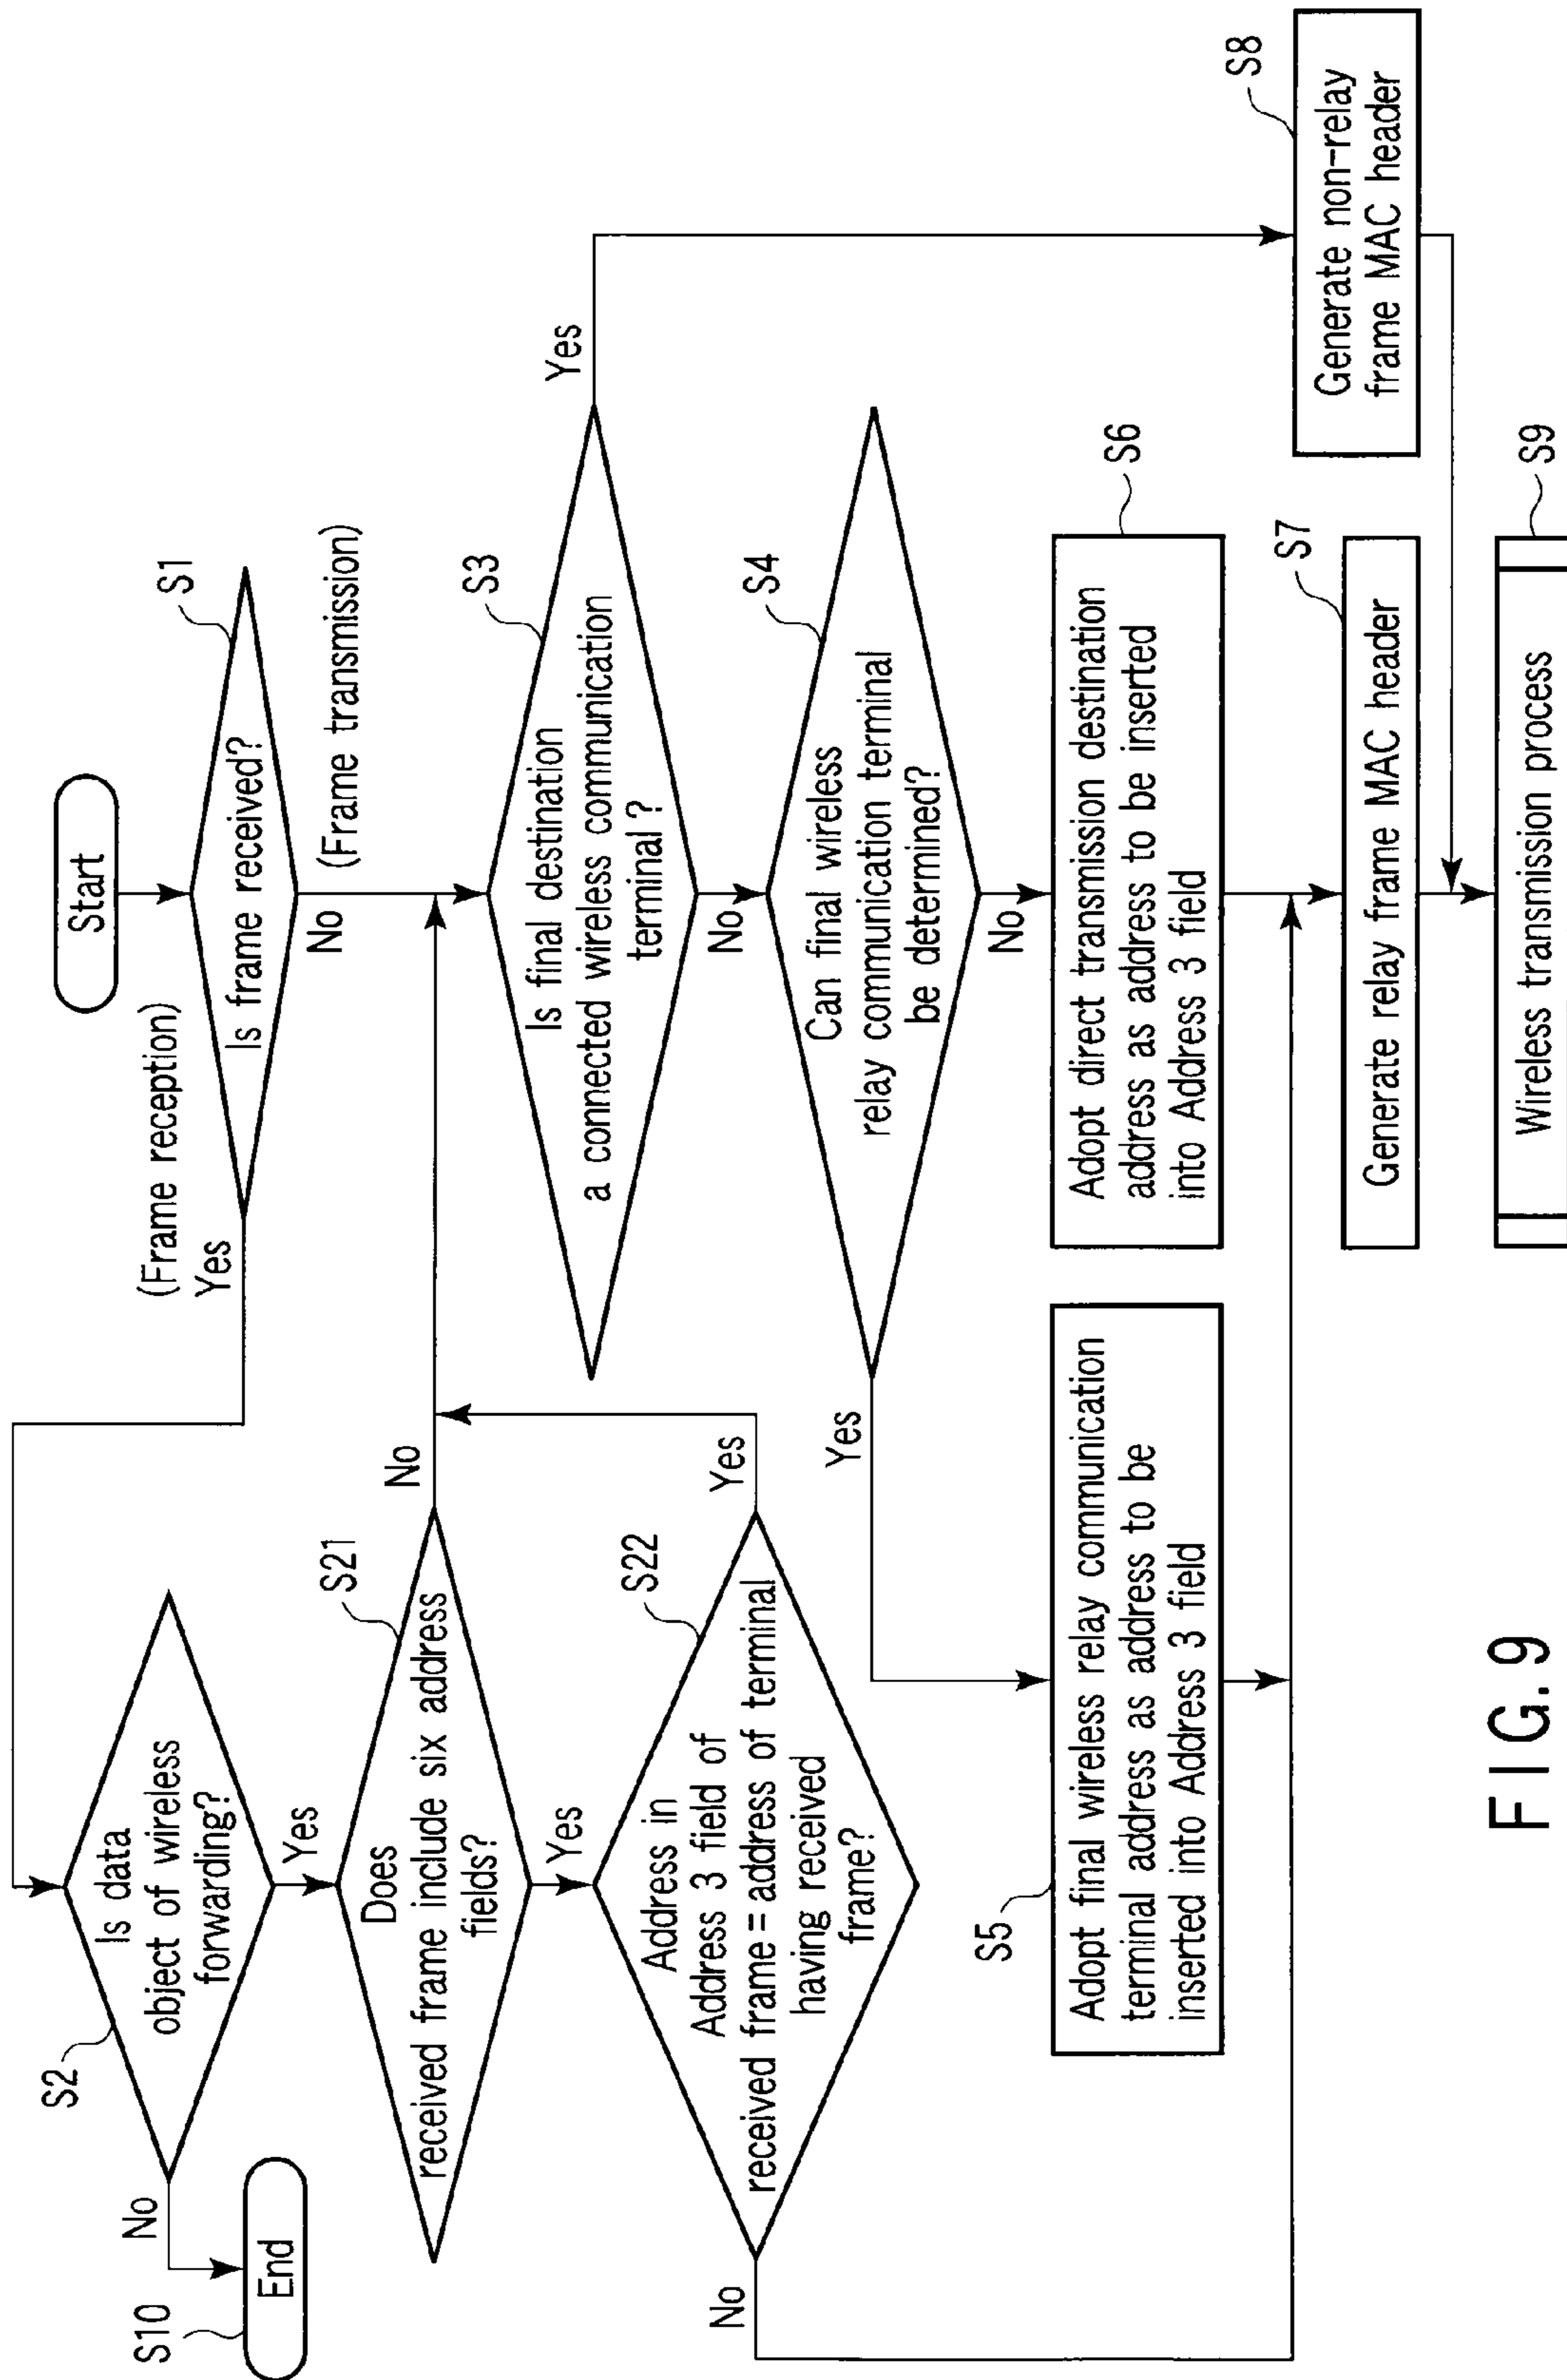 Start
S1
Is frame received?
(Frame reception)
Yes
No
(Frame transmission)
S2
Is data
object of wireless
forwarding?
No
Yes
S10
End
S21
Does
received frame include six address
fields?
No
Yes
S22
Address in
Address 3 field of
received frame = address of terminal
having received
frame?
Yes
No
S3
Is final destination
a connected wireless communication
terminal ?
Yes
No
S4
Can final wireless
relay communication terminal
be determined?
Yes
No
S5
Adopt final wireless relay communication
terminal address as address to be
inserted into Address 3 field
S6
Adopt direct transmission destination
address as address to be inserted
into Address 3 field
S7
Generate relay frame MAC header
S8
Generate non-relay
frame MAC header
S9
Wireless transmission process
FIG. 9